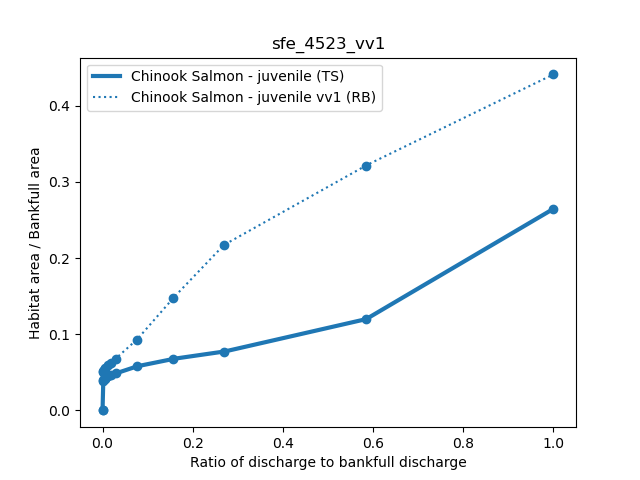 sfe_4523_vv1
Chinook Salmon - juvenile (TS)
Chinook Salmon - juvenile vv1 (RB)
Habitat area / Bankfull area
0.4
0.3
0.2
0.1
0.0
0.0 0.2 0.4 0.6 0.8 1.0
Ratio of discharge to bankfull discharge